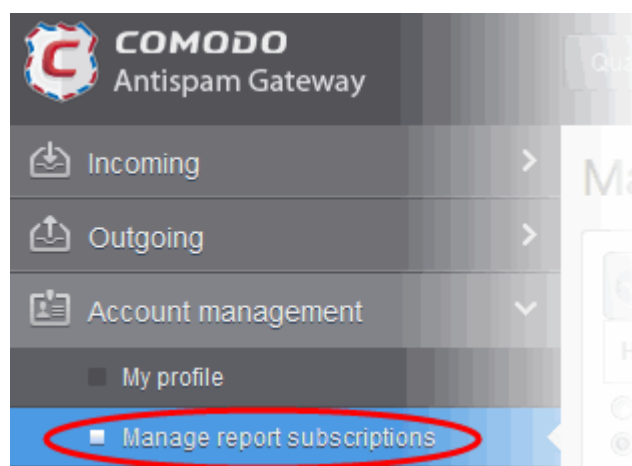 COMODO
Antispam Gateway
Incoming
Outgoing
Account management
My profile
Manage report subscriptions